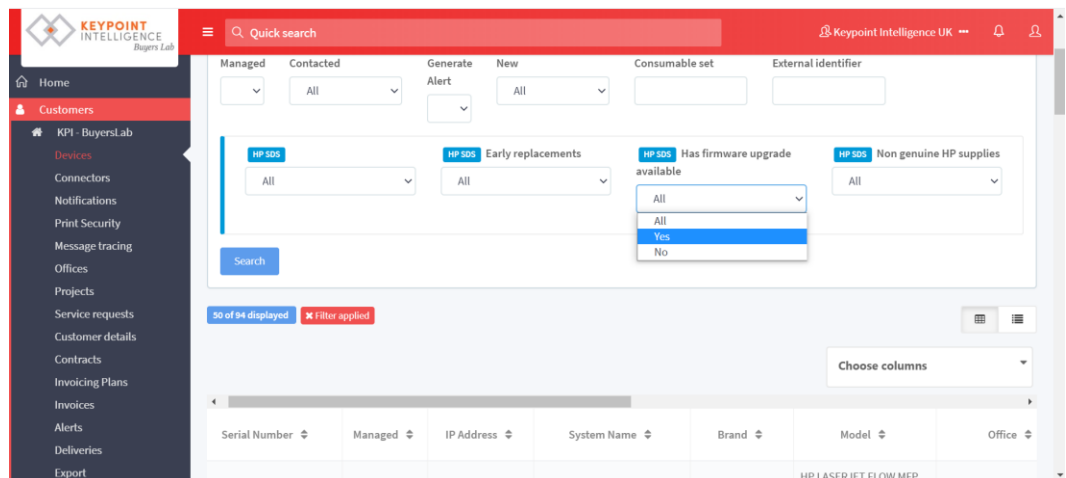 KEYPOINT
INTELLIGENCE
Buyers Lab
Quick search
Keypoint Intelligence UK
Home
Customers
KPI - BuyersLab
Devices
Connectors
Notifications
Print Security
Message tracing
Offices
Projects
Service requests
Customer details
Contracts
Invoicing Plans
Invoices
Alerts
Deliveries
Export
Managed Contacted Generate Alert New Consumable set External identifier
All All
HP SDS HP SDS Early replacements HP SDS Has firmware upgrade available HP SDS Non genuine HP supplies
All All All All
All
Yes
No
Search
50 of 94 displayed ✖ Filter applied
Choose columns
Serial Number Managed IP Address System Name Brand Model Office
HP LASERJET FLOW MFP